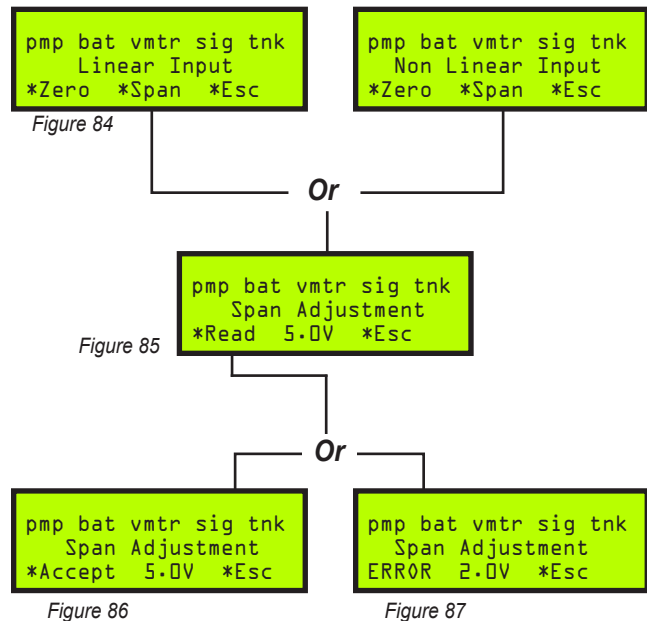 pmp bat vmtr sig tnk
Linear Input
*Zero *Span *Esc
Figure 84
pmp bat vmtr sig tnk
Non Linear Input
*Zero *Span *Esc
Or
pmp bat vmtr sig tnk
Span Adjustment
*Read 5.0V *Esc
Figure 85
Or
pmp bat vmtr sig tnk
Span Adjustment
*Accept 5.0V *Esc
Figure 86
pmp bat vmtr sig tnk
Span Adjustment
ERROR 2.0V *Esc
Figure 87